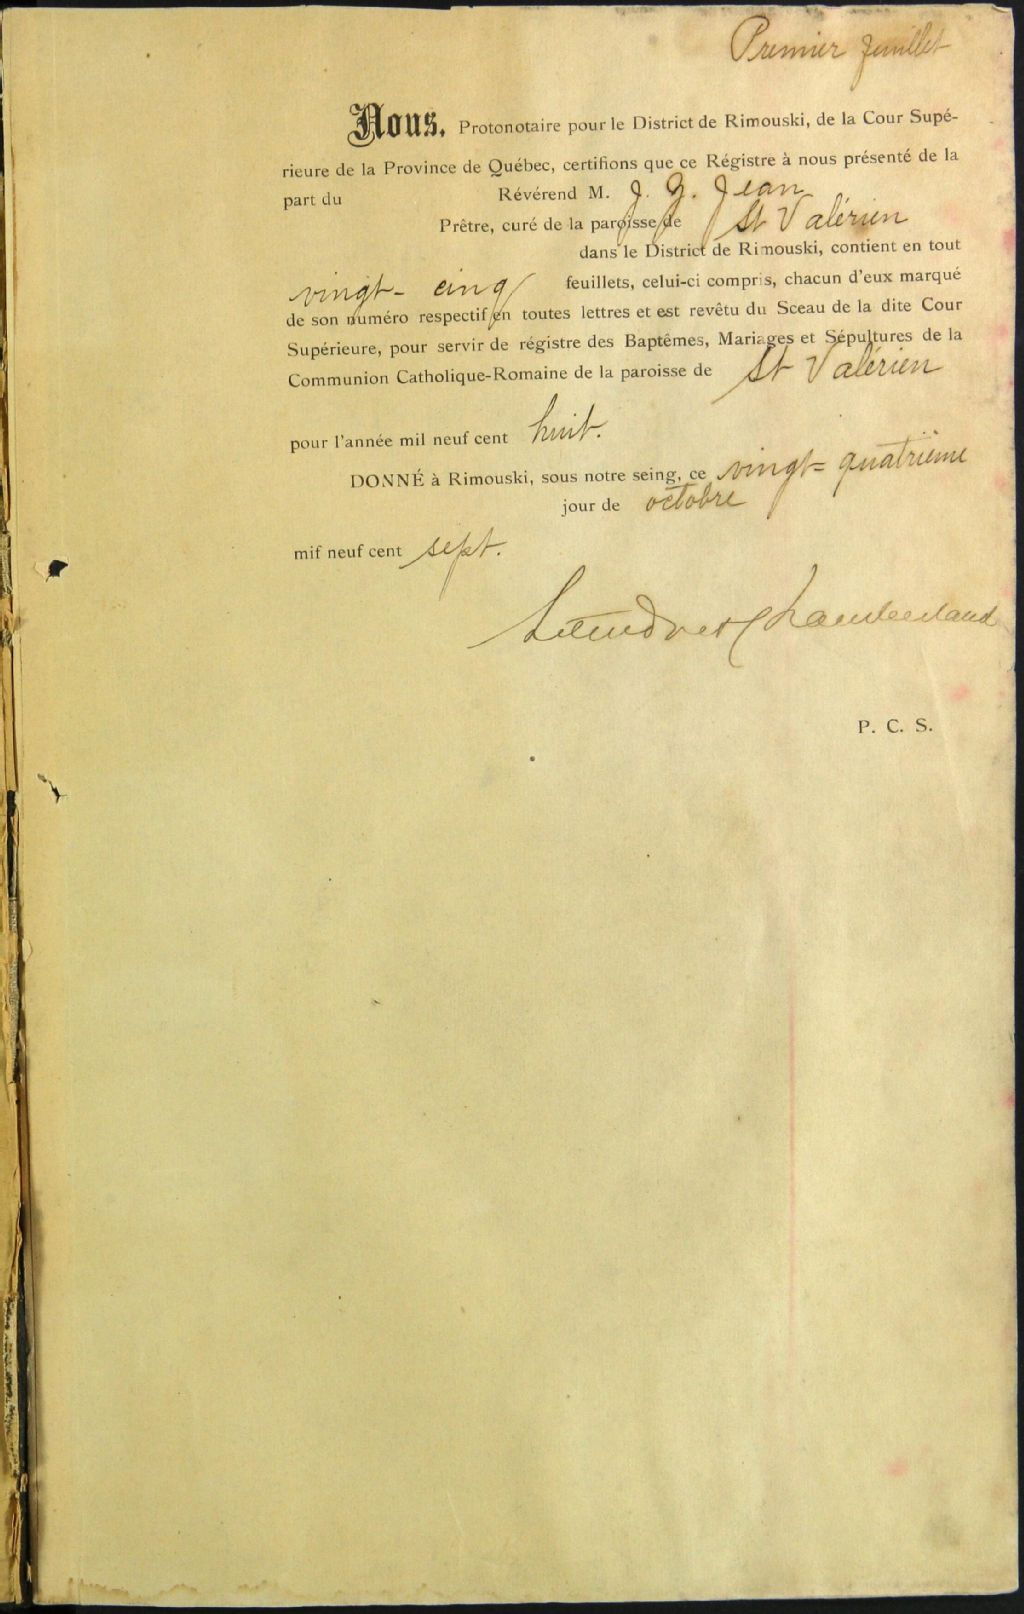 Premier feuillet
Nous, Protonotaire pour le District de Rimouski, de la Cour Supé-
rieure de la Province de Québec, certifions que ce Régistre à nous présenté de la
part du Révérend M. J. G. Jean
Prêtre, curé de la paroisse de St Valérien
dans le District de Rimouski, contient en tout
vingt-cinq feuillets, celui-ci compris, chacun d'eux marqué
de son numéro respectif en toutes lettres et est revêtu du Sceau de la dite Cour
Supérieure, pour servir de régistre des Baptêmes, Mariages et Sépultures de la
Communion Catholique-Romaine de la paroisse de St Valérien
pour l'année mil neuf cent huit.
DONNÉ à Rimouski, sous notre seing, ce vingt=quatrième
jour de octobre
mil neuf cent sept.
Chamberland
P. C. S.